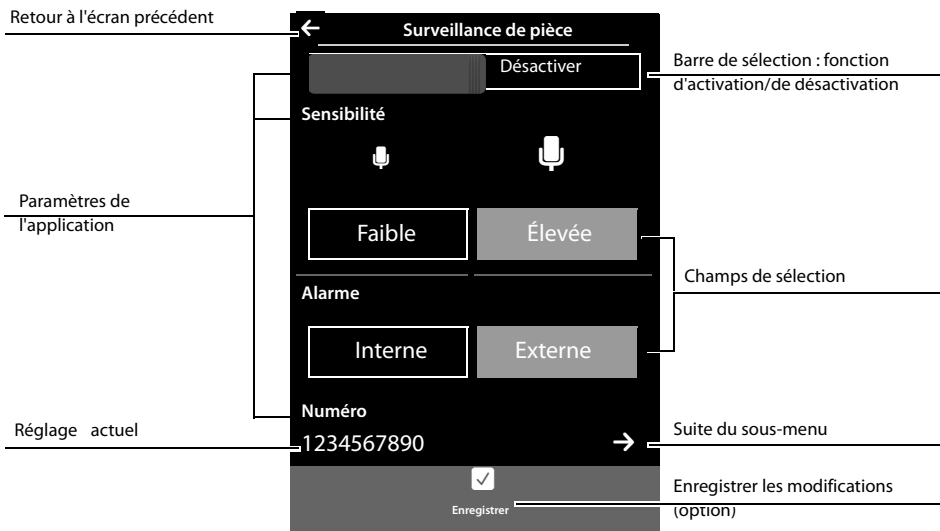 Retour à l'écran précédent
Surveillance de pièce
Désactiver
Barre de sélection : fonction
d'activation/de désactivation
Sensibilité
Paramètres de
l'application
Faible
Élevée
Champs de sélection
Alarme
Interne
Externe
Numéro
Réglage actuel
1234567890
Suite du sous-menu
Enregistrer
Enregistrer les modifications
(option)